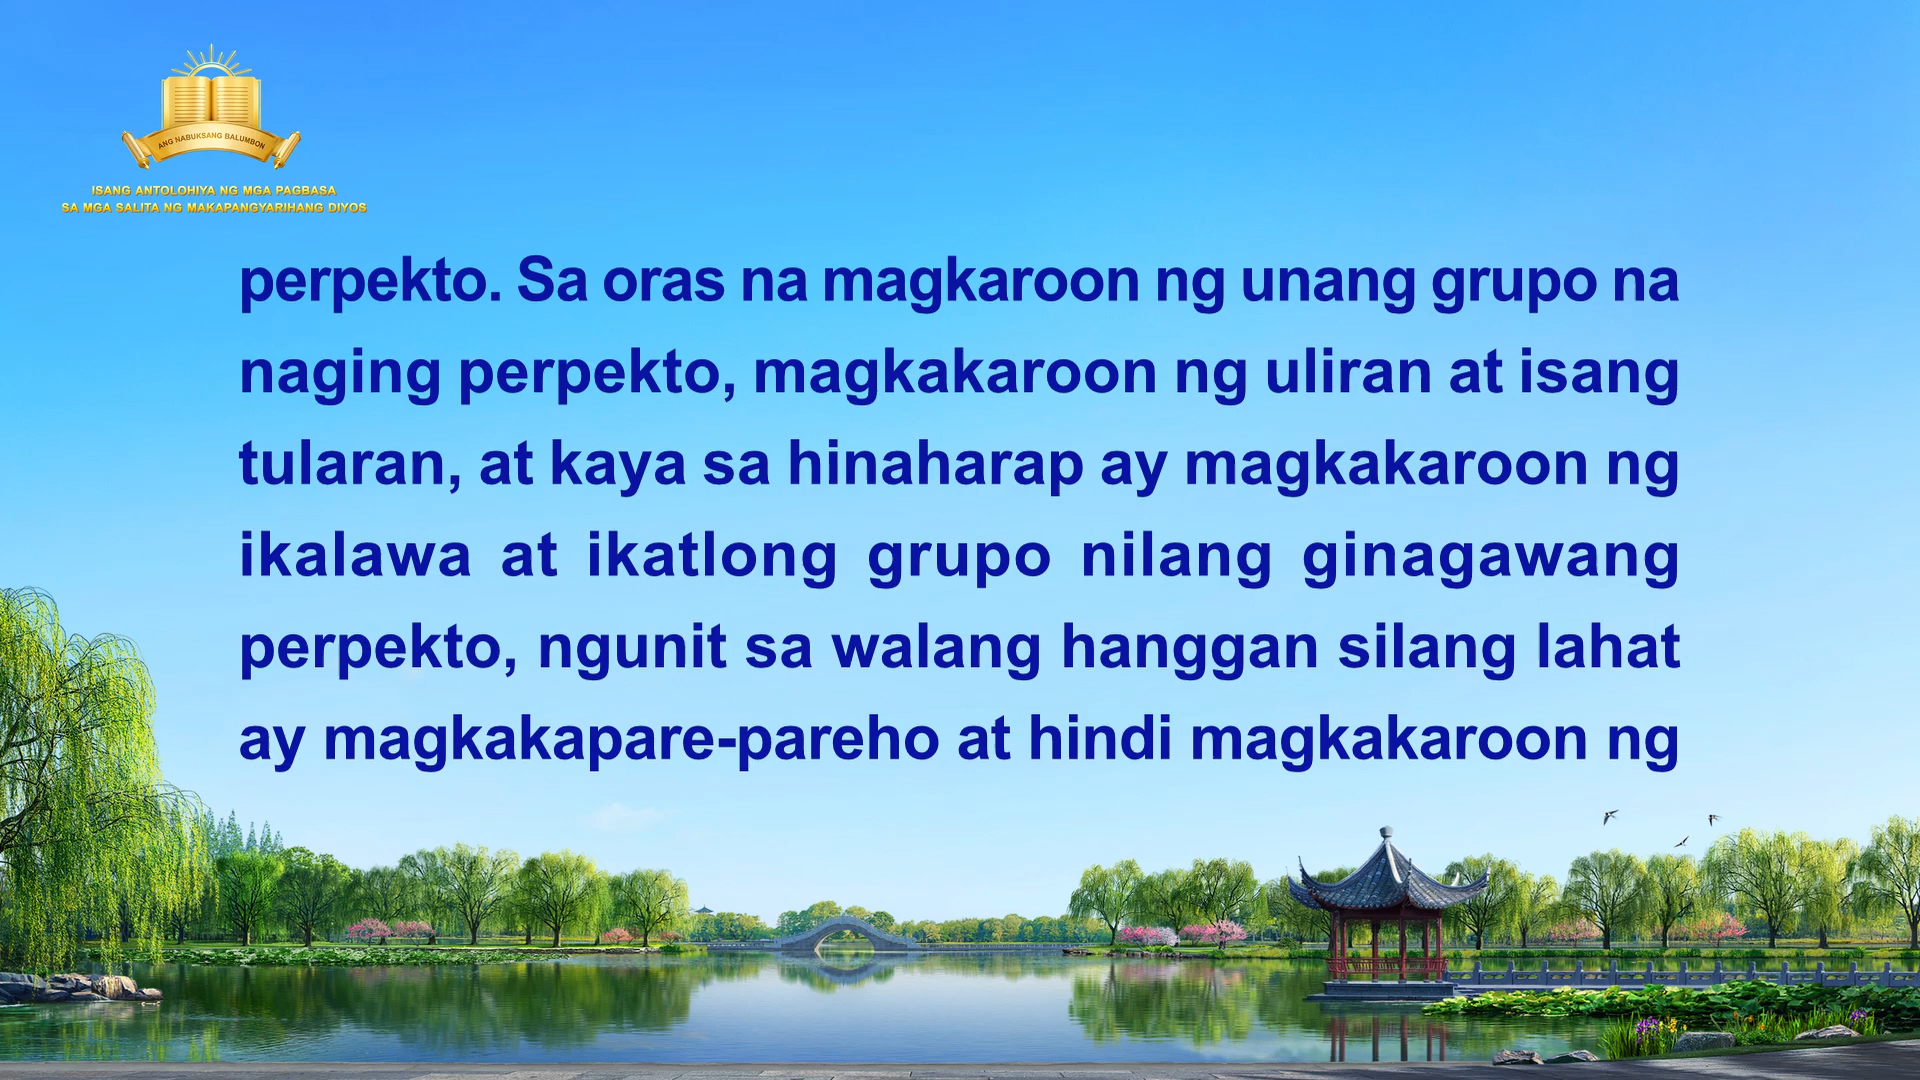 ANG NABUKSANG BALUMBON
ISANG ANTOLOHIYA NG MGA PAGBASA
SA MGA SALITA NG MAKAPANGYARIHANG DIYOS
perpekto. Sa oras na magkaroon ng unang grupo na
naging perpekto, magkakaroon ng uliran at isang
tularan, at kaya sa hinaharap ay magkakaroon ng
ikalawa at ikatlong grupo nilang ginagawang
perpekto, ngunit sa walang hanggan silang lahat
ay magkakapare-pareho at hindi magkakaroon ng